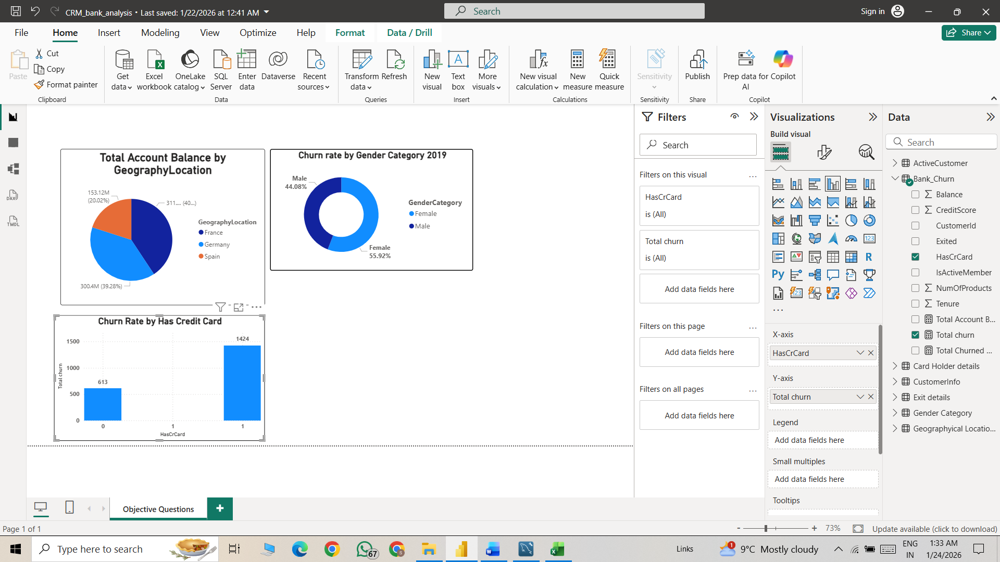 CRM_bank_analysis • Last saved: 1/22/2026 at 12:41 AM
Search
Sign in
File
Home
Insert
Modeling
View
Optimize
Help
Format
Data / Drill
Share
Paste
Cut
Copy
Format painter
Clipboard
Get data
Excel workbook
OneLake catalog
SQL Server
Enter data
Dataverse
Recent sources
Data
Transform data
Refresh
Queries
New visual
Text box
More visuals
Insert
New visual calculation
New measure
Quick measure
Calculations
Sensitivity
Sensitivity
Publish
Share
Prep data for AI
Copilot
Copilot
DAX
TMDL
Total Account Balance by
GeographyLocation
153.12M
(20.02%)
311.... (40...)
300.4M (39.28%)
GeographyLocation
France
Germany
Spain
Churn rate by Gender Category 2019
Male
44.08%
Female
55.92%
GenderCategory
Female
Male
Churn Rate by Has Credit Card
1500
1000
500
0
Total churn
613
1424
0
1
1
HasCrCard
Filters
Search
Filters on this visual
...
HasCrCard
is (All)
Total churn
is (All)
Add data fields here
Filters on this page
...
Add data fields here
Filters on all pages
...
Add data fields here
Visualizations
Build visual
123
R
Py
123
...
X-axis
HasCrCard
Y-axis
Total churn
Legend
Add data fields here
Small multiples
Add data fields here
Tooltips
Data
Search
ActiveCustomer
Bank_Churn
Balance
CreditScore
CustomerId
Exited
HasCrCard
IsActiveMember
NumOfProducts
Tenure
Total Account B...
Total churn
Total Churned ...
Card Holder details
CustomerInfo
Exit details
Gender Category
Geographyical Locatio...
Objective Questions
+
Page 1 of 1
- + 73%
Update available (click to download)
Type here to search
67
Links
1
9°C Mostly cloudy
ENG
IN
1:33 AM
1/24/2026